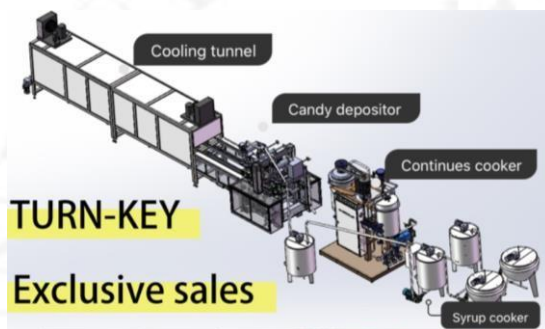 Cooling tunnel
Candy depositor
Continues cooker
TURN-KEY
Exclusive sales
Syrup cooker